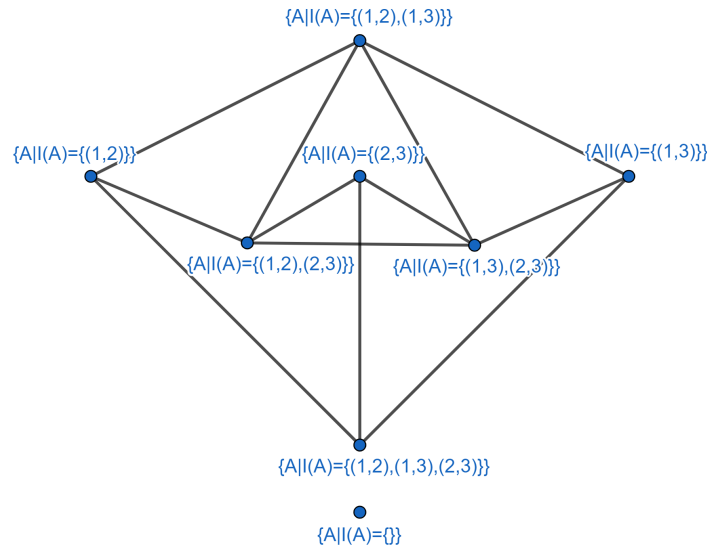 {A|I(A)={(1,2),(1,3)}}
{A|I(A)={(1,2)}}
{A|I(A)={(2,3)}}
{A|I(A)={(1,3)}}
{A|I(A)={(1,2),(2,3)}}
{A|I(A)={(1,3),(2,3)}}
{A|I(A)={(1,2),(1,3),(2,3)}}
{A|I(A)={}}